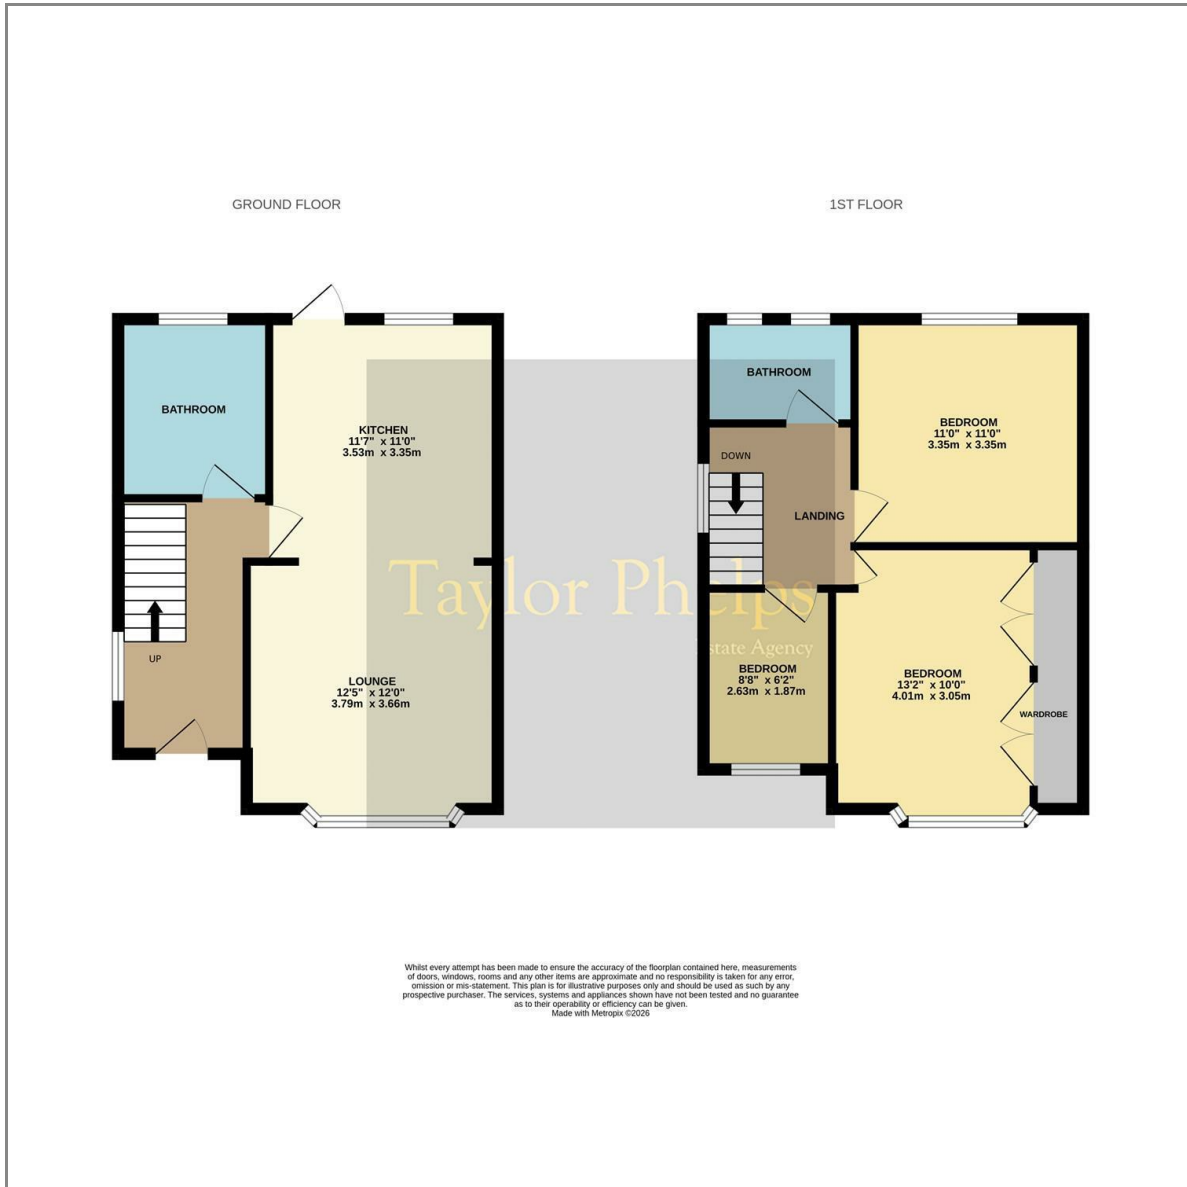 GROUND FLOOR
1ST FLOOR
BATHROOM
KITCHEN
11'7" x 11'0"
3.53m x 3.35m
UP
LOUNGE
12'5" x 12'0"
3.79m x 3.66m
BATHROOM
BEDROOM
11'0" x 11'0"
3.35m x 3.35m
DOWN
LANDING
BEDROOM
8'8" x 6'2"
2.63m x 1.87m
BEDROOM
13'2" x 10'0"
4.01m x 3.05m
WARDROBE
Taylor Phelps
state Agency
Whilst every attempt has been made to ensure the accuracy of the floorplan contained here, measurements
of doors, windows, rooms and any other items are approximate and no responsibility is taken for any error,
omission or mis-statement. This plan is for illustrative purposes only and should be used as such by any
prospective purchaser. The services, systems and appliances shown have not been tested and no guarantee
as to their operability or efficiency can be given.
Made with Metropix ©2026